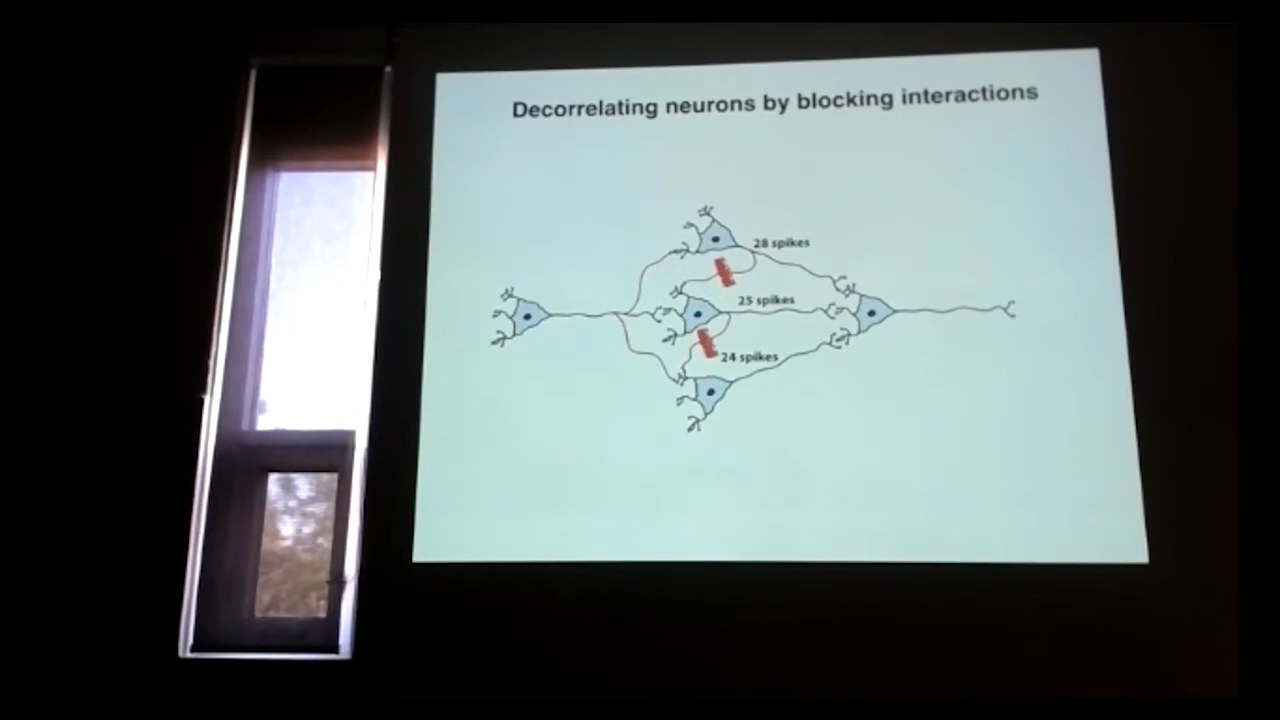 Decorrelating neurons by blocking interactions
28 spikes
25 spikes
24 spikes